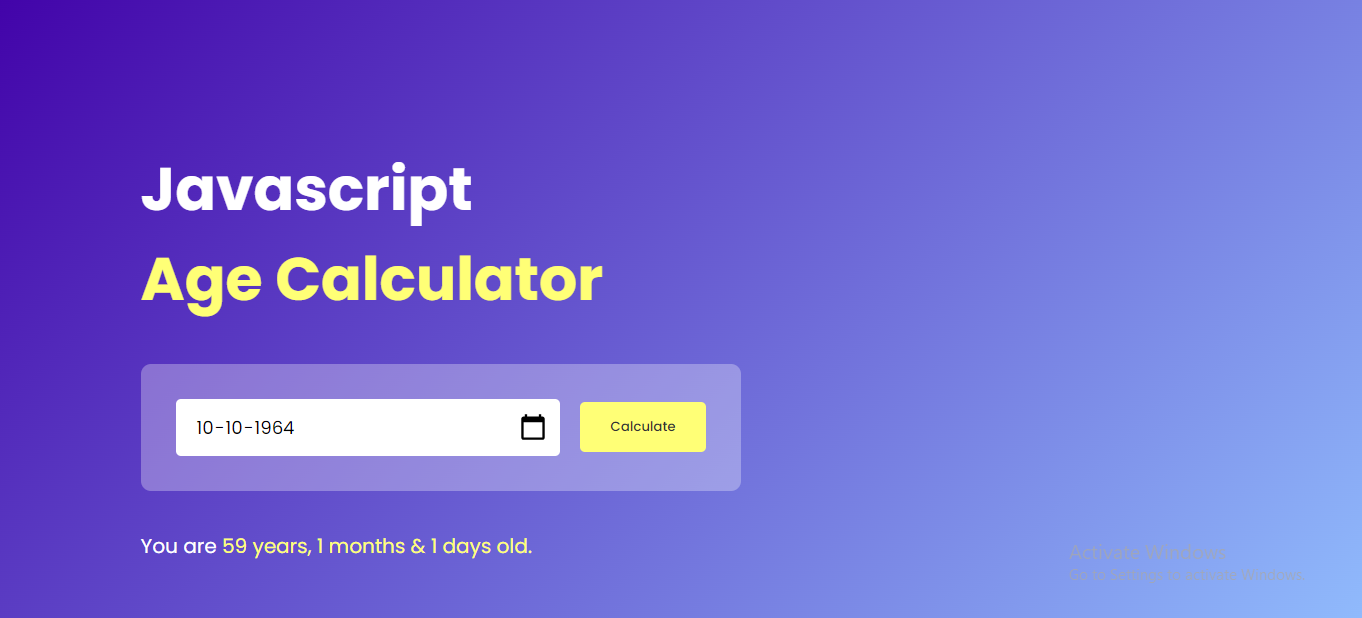 Javascript
Age Calculator
10-10-1964
Calculate
You are 59 years, 1 months & 1 days old.
Activate Windows
Go to Settings to activate Windows.